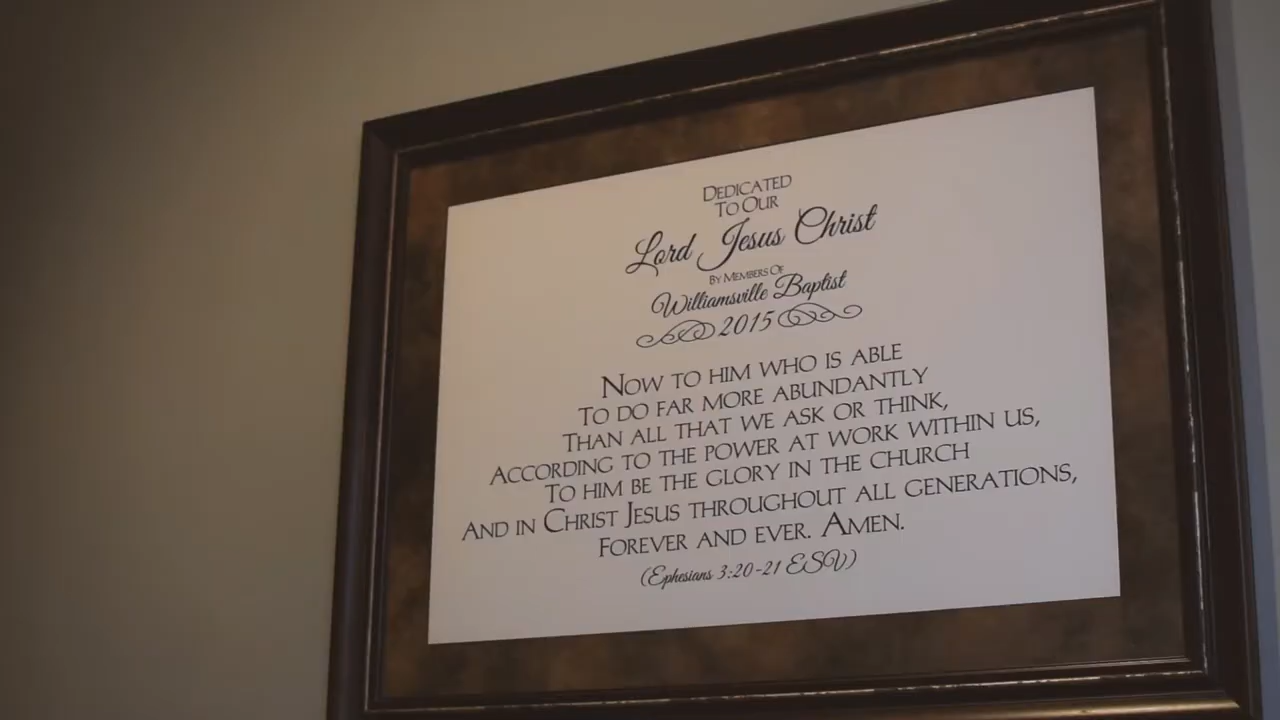 DEDICATED
TO OUR
Lord Jesus Christ
BY MEMBERS OF
Williamsville Baptist
2015
NOW TO HIM WHO IS ABLE
TO DO FAR MORE ABUNDANTLY
THAN ALL THAT WE ASK OR THINK,
ACCORDING TO THE POWER AT WORK WITHIN US,
TO HIM BE THE GLORY IN THE CHURCH
AND IN CHRIST JESUS THROUGHOUT ALL GENERATIONS,
FOREVER AND EVER. AMEN.
(Ephesians 3:20-21 ESV)